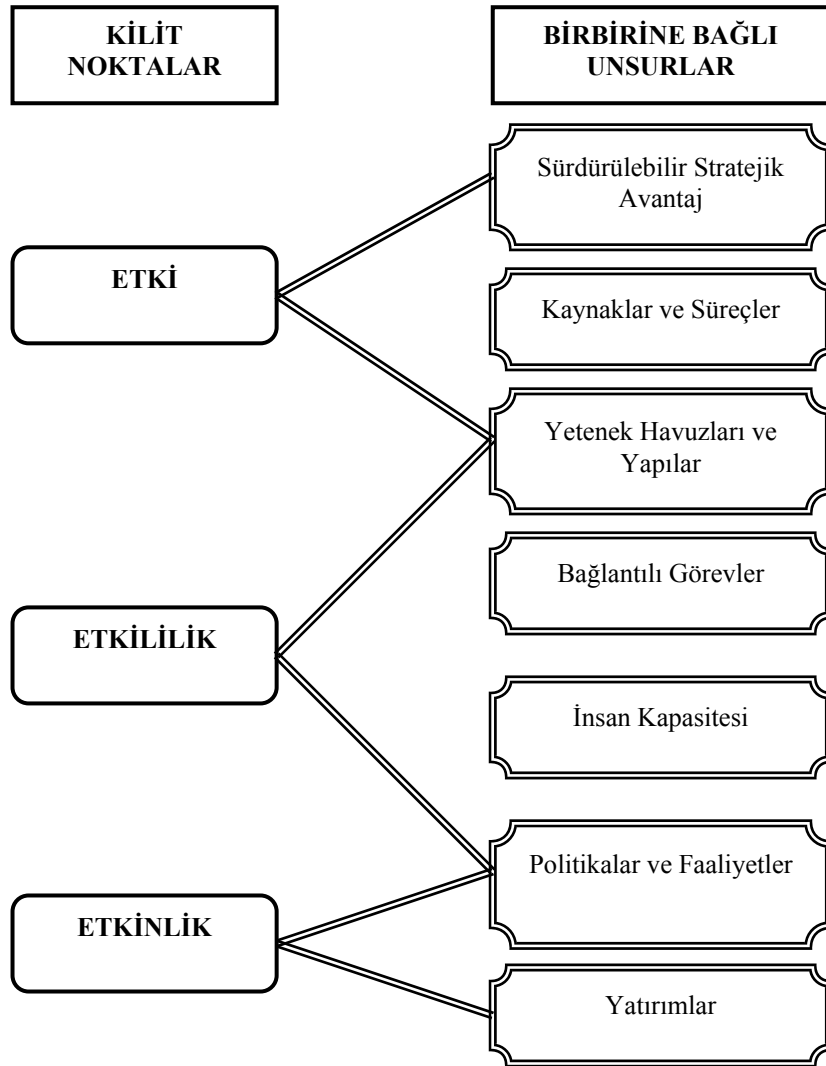 KİLİT
NOKTALAR
BİRBİRİNE BAĞLI
UNSURLAR
Sürdürülebilir Stratejik
Avantaj
ETKİ
Kaynaklar ve Süreçler
Yetenek Havuzları ve
Yapılar
Bağlantılı Görevler
ETKİLİLİK
İnsan Kapasitesi
Politikalar ve Faaliyetler
ETKİNLİK
Yatırımlar